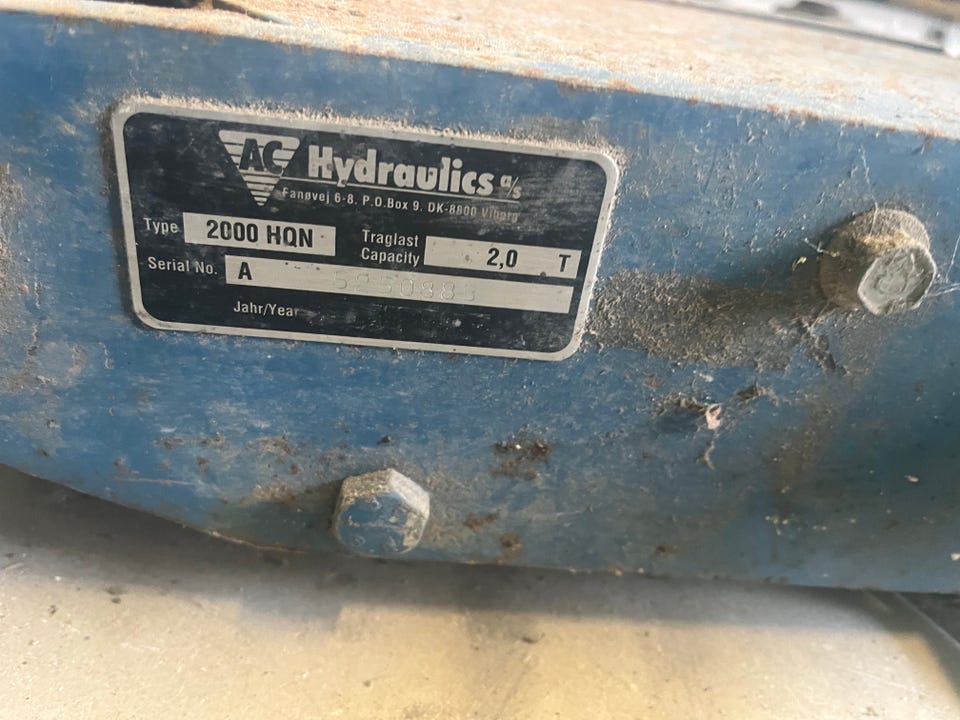 AC Hydraulics a/s
Fanøvej 6-8. P.O.Box 9. DK-8800 Viborg
Type 2000 HQN Traglast Capacity 2,0 T
Serial No. A
Jahr/Year